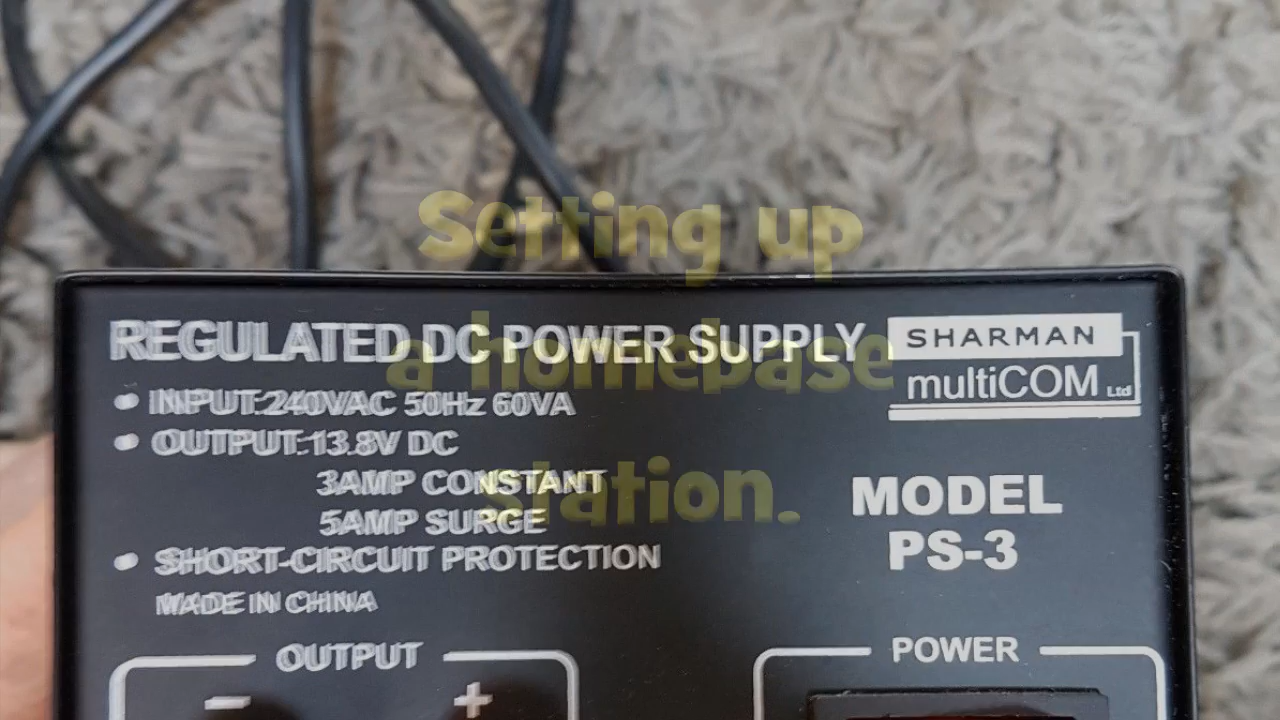 Setting up
a homebase
station.
REGULATED DC POWER SUPPLY
SHARMAN
multiCOM Ltd
• INPUT:240VAC 50Hz 60VA
• OUTPUT:13.8V DC
3AMP CONSTANT
5AMP SURGE
• SHORT-CIRCUIT PROTECTION
MADE IN CHINA
MODEL
PS-3
OUTPUT
- +
POWER